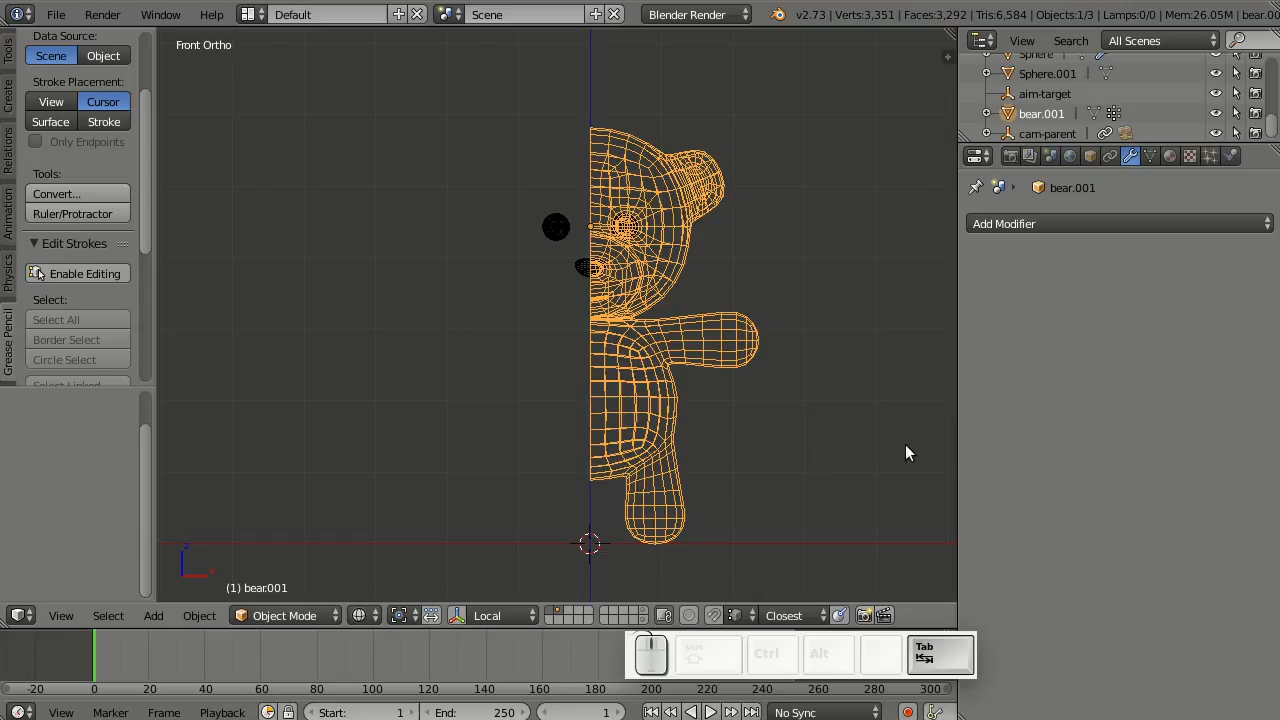 File Render Window Help Default Scene Blender Render v2.73 | Verts:3,351 | Faces:3,292 | Tris:6,584 | Objects:1/3 | Lamps:0/0 | Mem:26.05M | bear.00
Data Source:
Scene Object
Stroke Placement:
View Cursor
Surface Stroke
Only Endpoints
Tools:
Convert...
Ruler/Protractor
Edit Strokes
Enable Editing
Select:
Select All
Border Select
Circle Select
Select Linked
Tools
Create
Relations
Animation
Physics
Grease Pencil
Front Ortho
z
x
(1) bear.001
View Search All Scenes
Sphere
Sphere.001
aim-target
bear.001
cam-parent
bear.001
Add Modifier
View Select Add Object Object Mode Local Closest
Shift Ctrl Alt Tab
-20 0 20 40 60 80 100 120 140 160 180 200 220 240 260 280 300
View Marker Frame Playback Start: 1 End: 250 1 No Sync